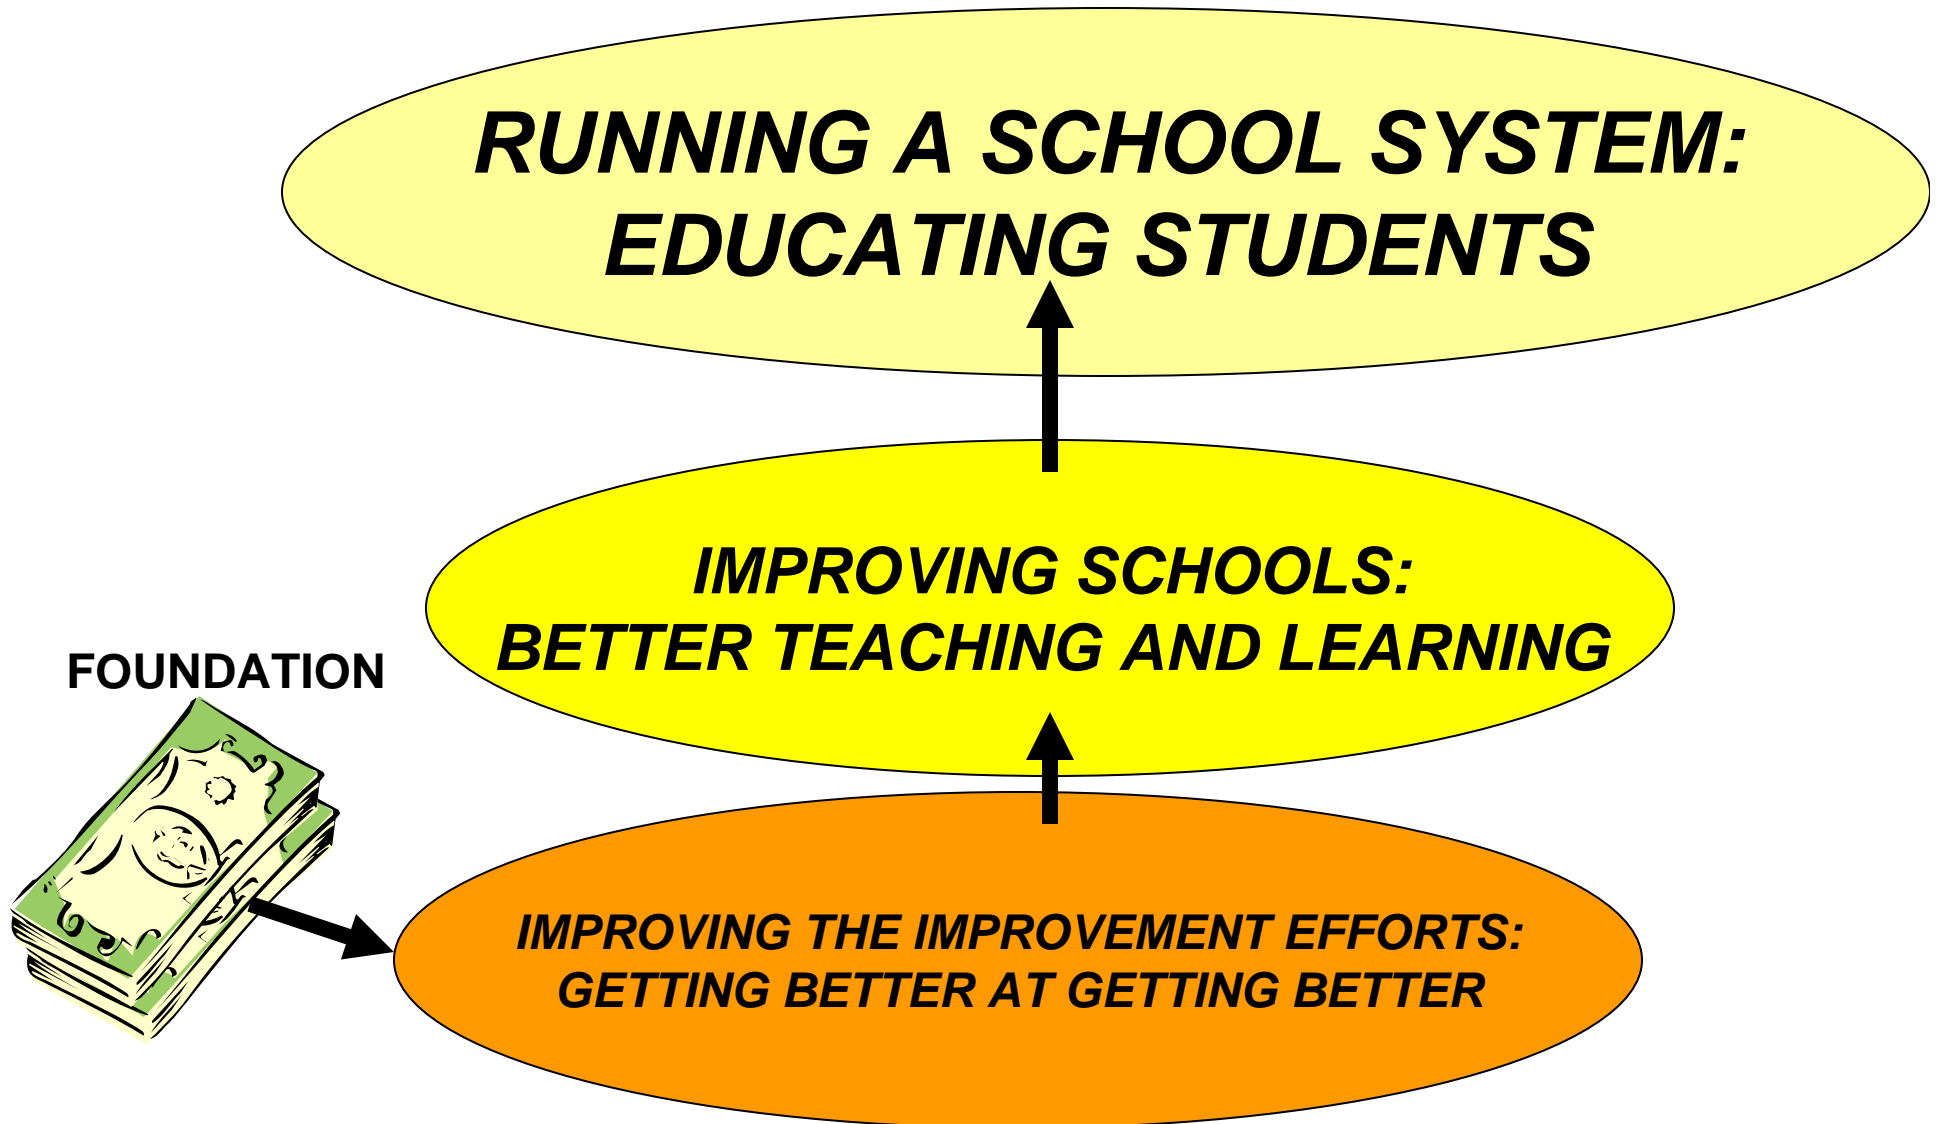 RUNNING A SCHOOL SYSTEM:
EDUCATING STUDENTS
IMPROVING SCHOOLS:
BETTER TEACHING AND LEARNING
FOUNDATION
IMPROVING THE IMPROVEMENT EFFORTS:
GETTING BETTER AT GETTING BETTER